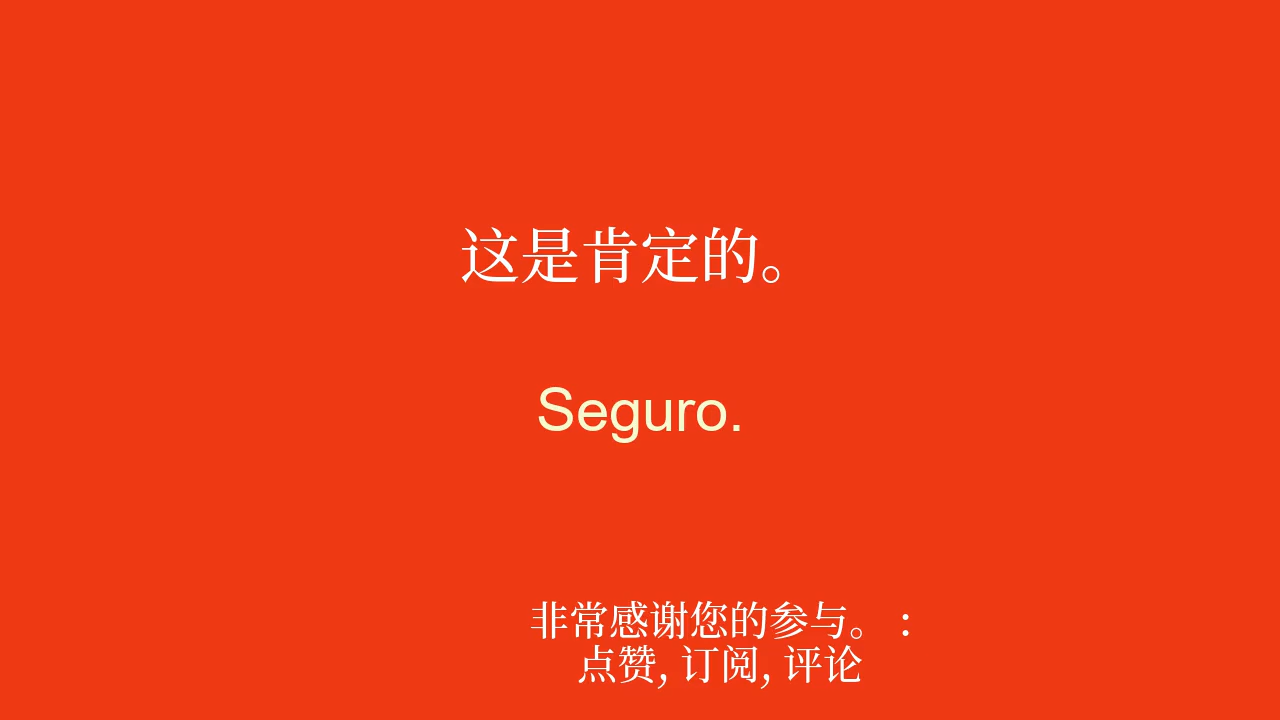 这是肯定的。
Seguro.
非常感谢您的参与。 :
点赞, 订阅, 评论